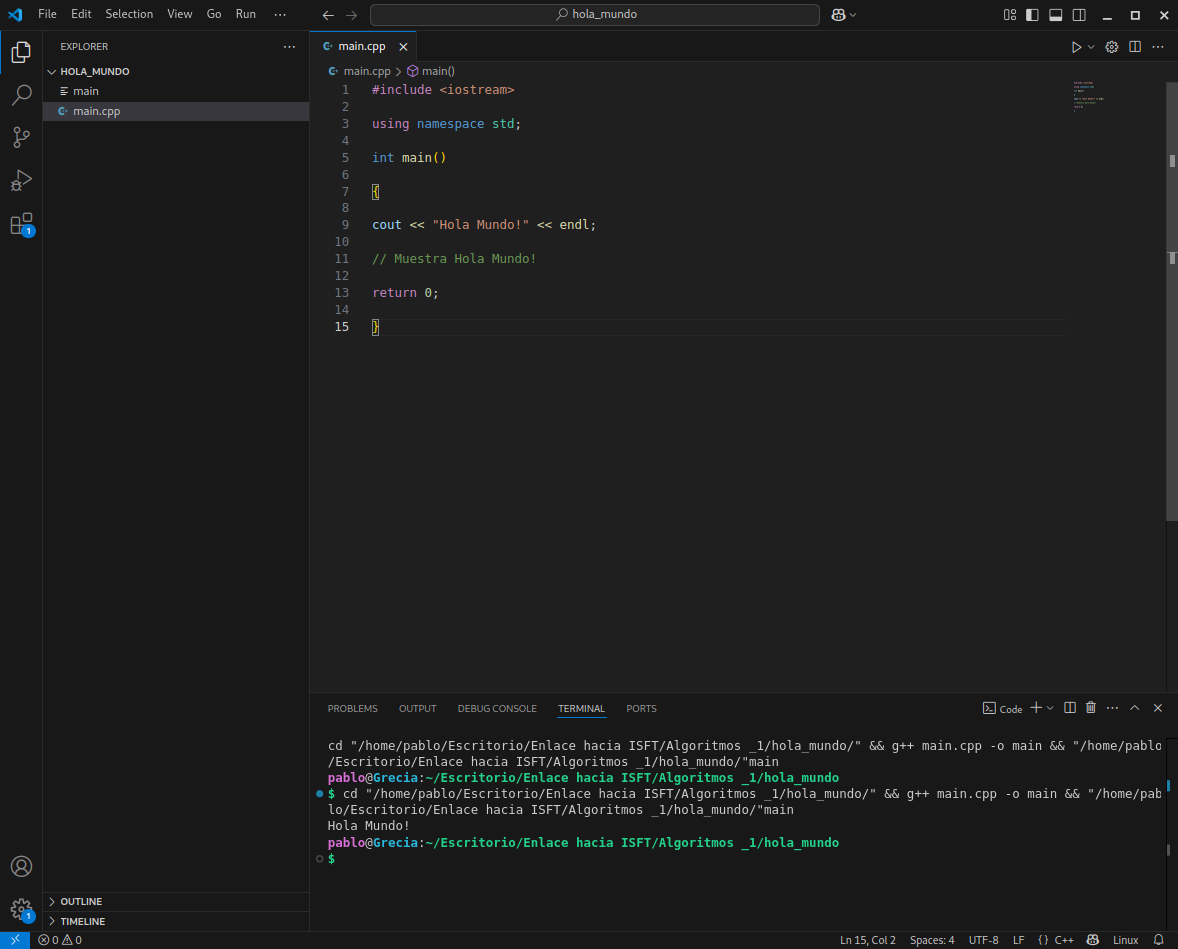 File Edit Selection View Go Run ··· hola_mundo
EXPLORER ···
HOLA_MUNDO
main
main.cpp
1
main.cpp
main.cpp > main()
1 #include <iostream>
2
3 using namespace std;
4
5 int main()
6
7 {
8
9 cout << "Hola Mundo!" << endl;
10
11 // Muestra Hola Mundo!
12
13 return 0;
14
15 }
PROBLEMS OUTPUT DEBUG CONSOLE TERMINAL PORTS Code
cd "/home/pablo/Escritorio/Enlace hacia ISFT/Algoritmos _1/hola_mundo/" && g++ main.cpp -o main && "/home/pablo
/Escritorio/Enlace hacia ISFT/Algoritmos _1/hola_mundo/"main
pablo@Grecia:~/Escritorio/Enlace hacia ISFT/Algoritmos _1/hola_mundo
$ cd "/home/pablo/Escritorio/Enlace hacia ISFT/Algoritmos _1/hola_mundo/" && g++ main.cpp -o main && "/home/pab
lo/Escritorio/Enlace hacia ISFT/Algoritmos _1/hola_mundo/"main
Hola Mundo!
pablo@Grecia:~/Escritorio/Enlace hacia ISFT/Algoritmos _1/hola_mundo
$
OUTLINE
1
TIMELINE
0 0 Ln 15, Col 2 Spaces: 4 UTF-8 LF {} C++ Linux